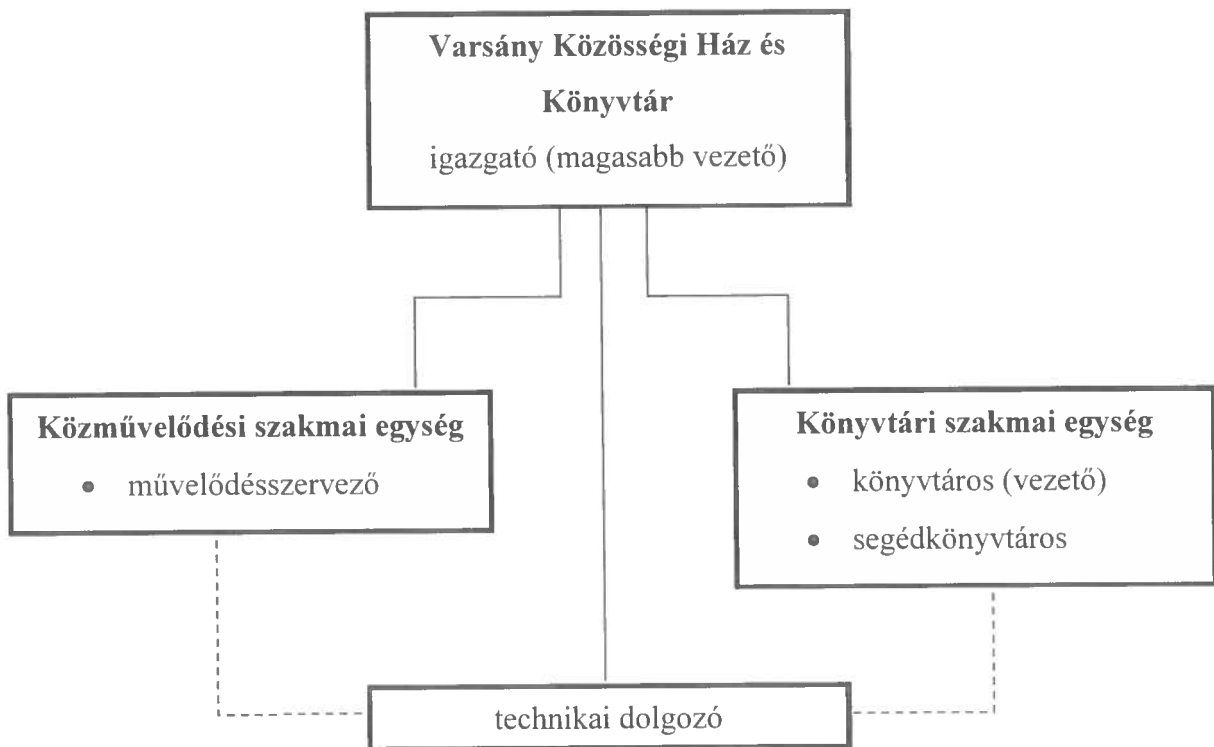 Varsány Közösségi Ház és
Könyvtár
igazgató (magasabb vezető)
Közművelődési szakmai egység
• művelődésszervező
Könyvtári szakmai egység
• könyvtáros (vezető)
• segédkönyvtáros
technikai dolgozó